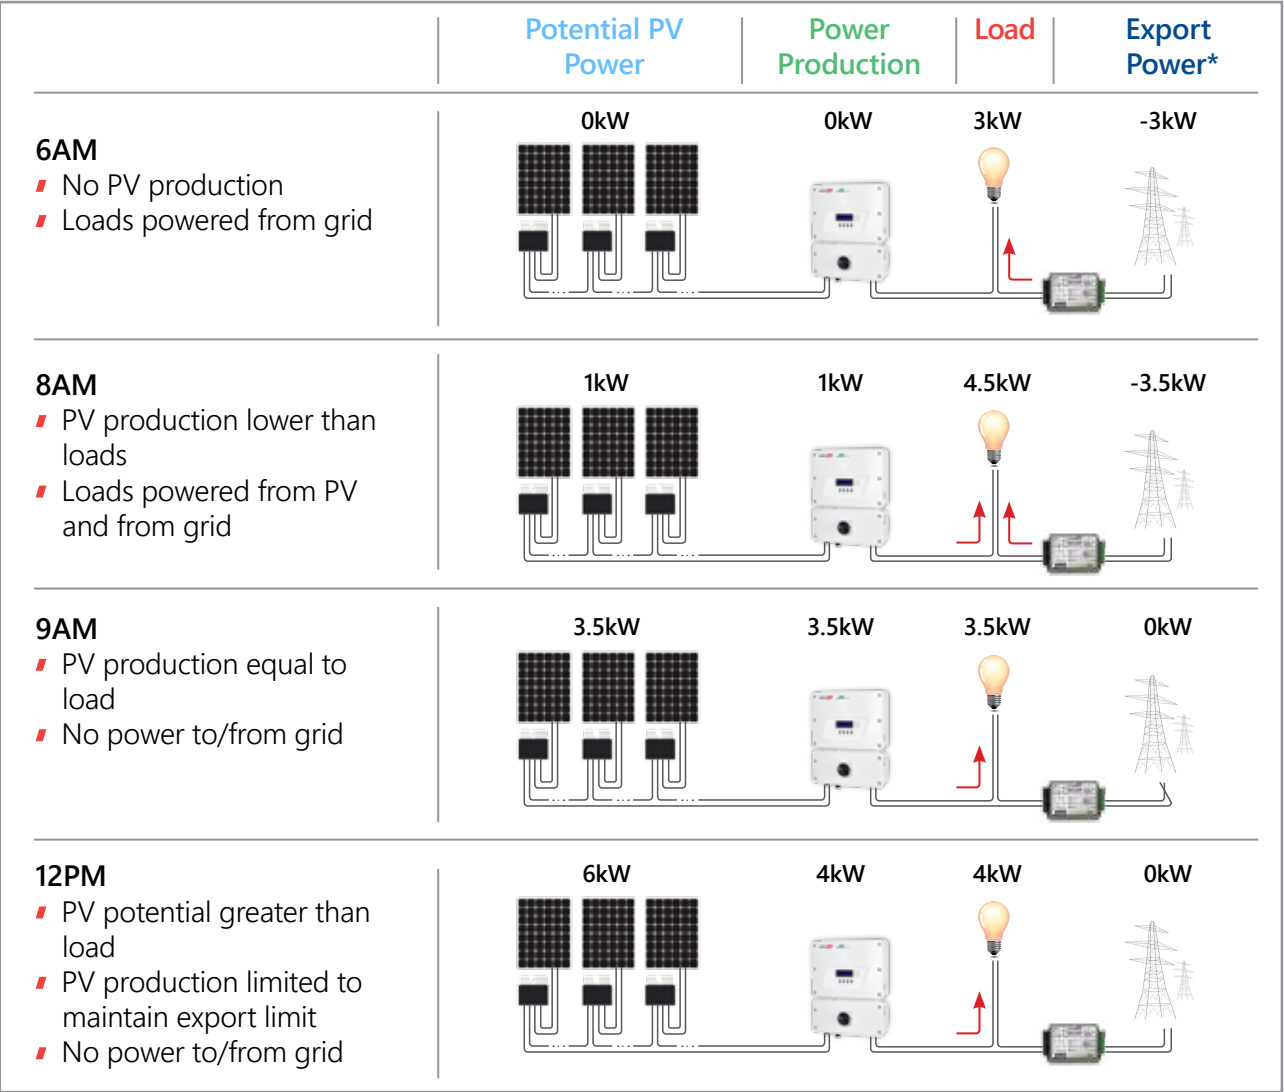 Potential PV
Power
Power
Production
Load
Export
Power*
6AM
No PV production
Loads powered from grid
0kW
0kW
3kW
-3kW
8AM
PV production lower than
loads
Loads powered from PV
and from grid
1kW
1kW
4.5kW
-3.5kW
9AM
PV production equal to
load
No power to/from grid
3.5kW
3.5kW
3.5kW
0kW
12PM
PV potential greater than
load
PV production limited to
maintain export limit
No power to/from grid
6kW
4kW
4kW
0kW